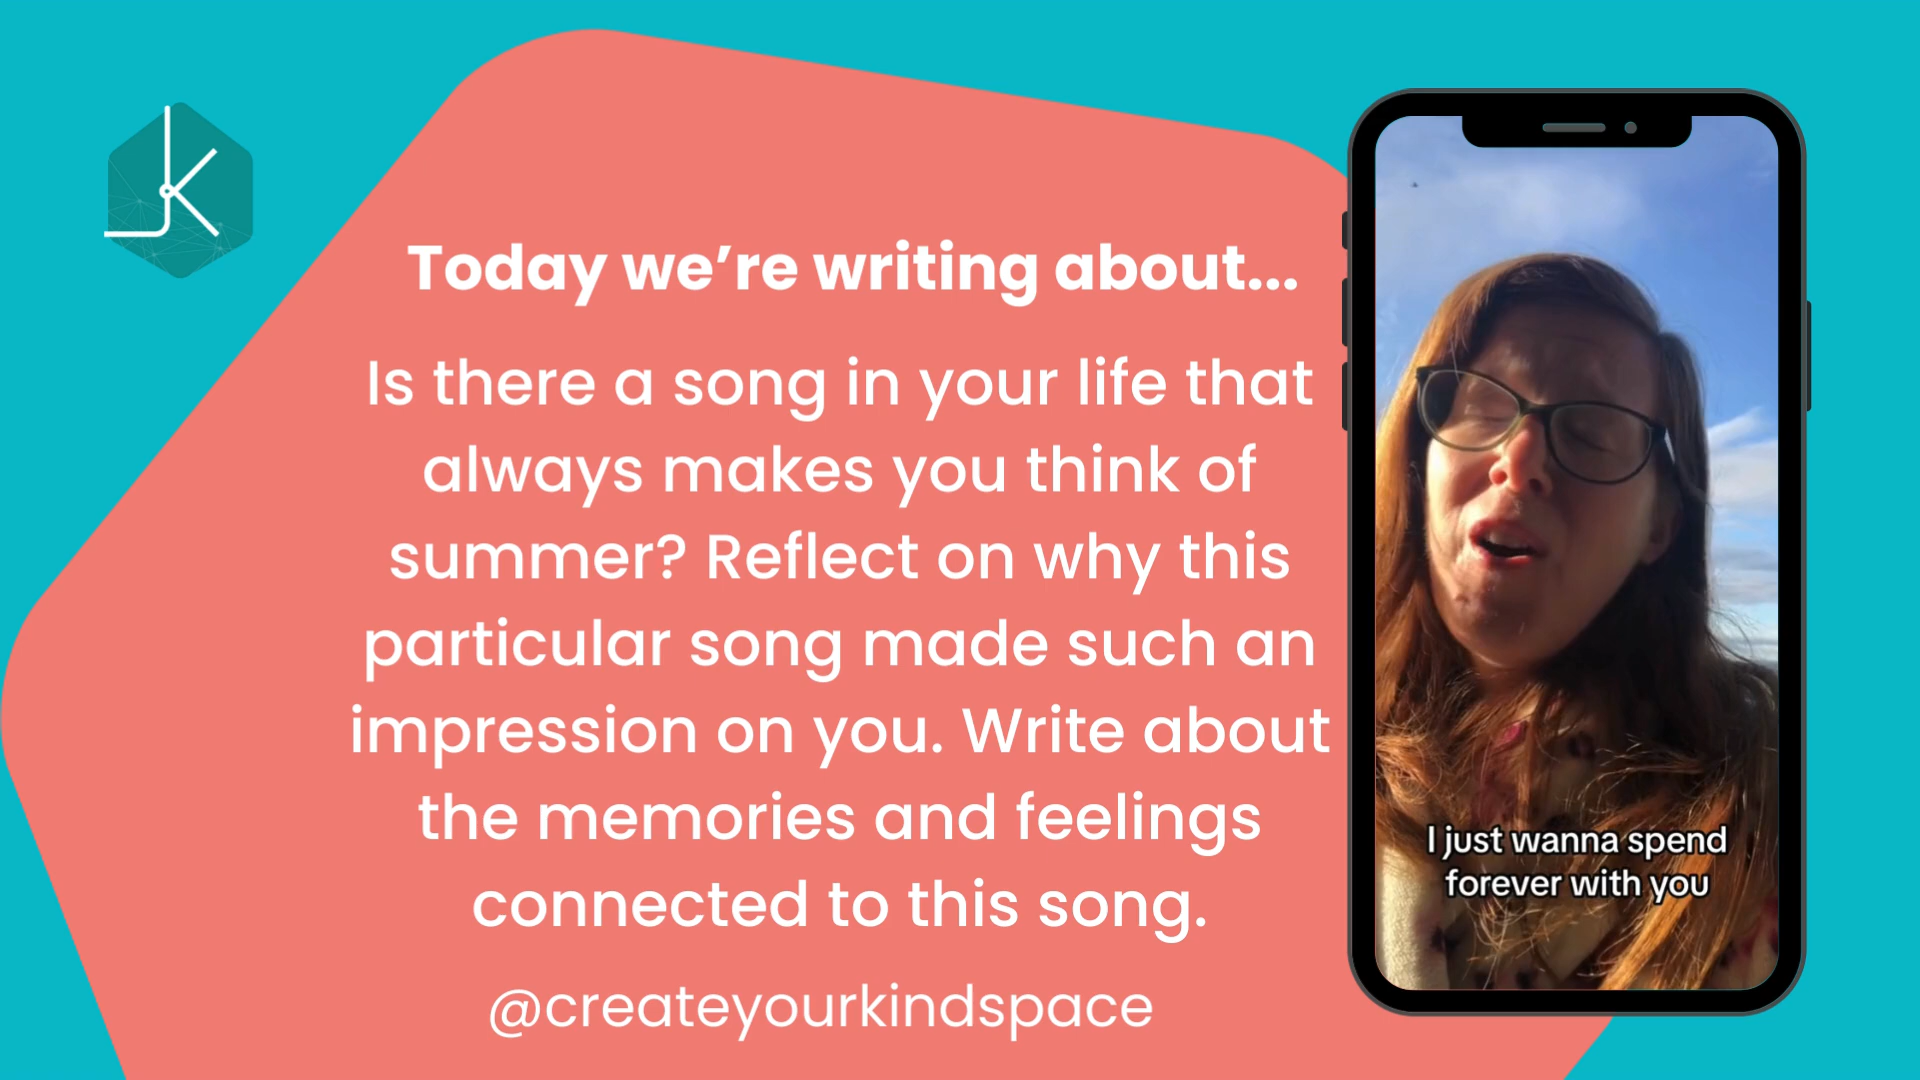 Today we’re writing about...
Is there a song in your life that
always makes you think of
summer? Reflect on why this
particular song made such an
impression on you. Write about
the memories and feelings
connected to this song.
@createyourkindspace
I just wanna spend
forever with you